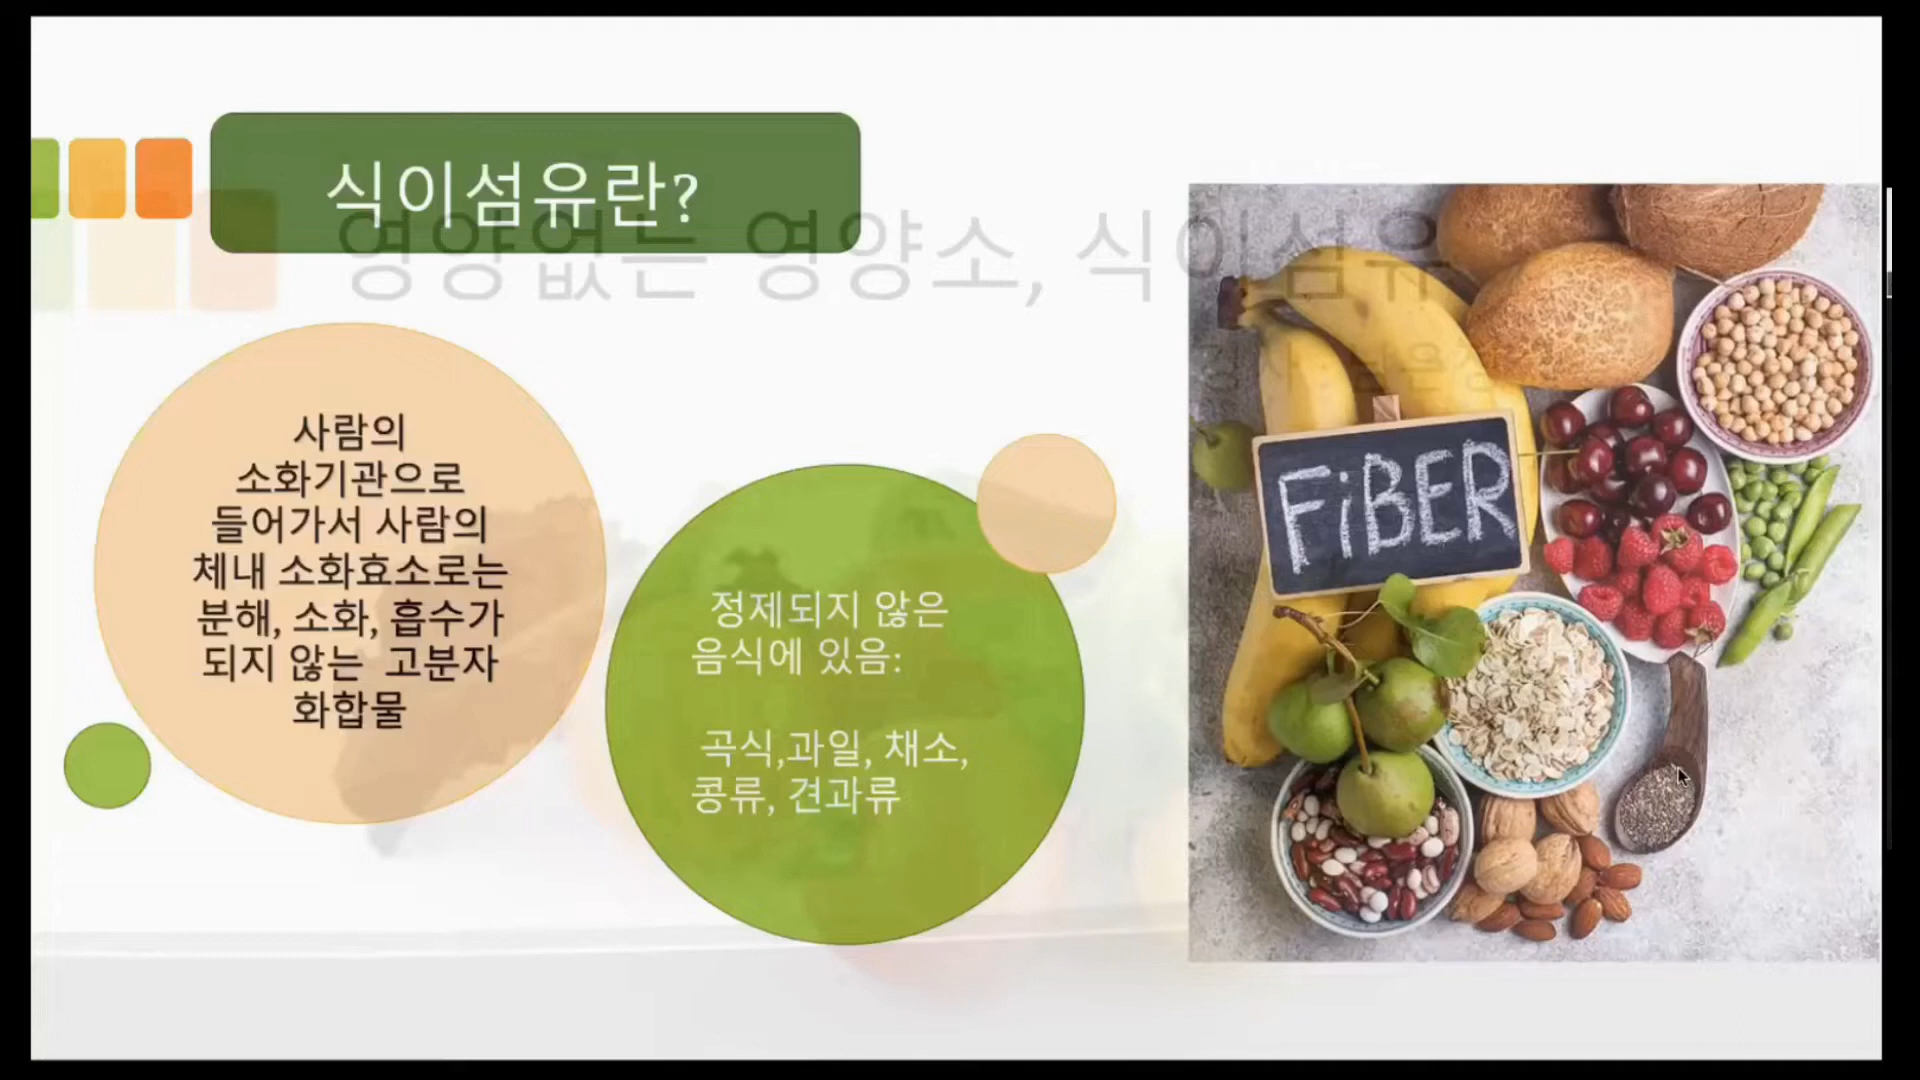 식이섬유란?
영양없는 영양소, 식이섬유
사람의
소화기관으로
들어가서 사람의
체내 소화효소로는
분해, 소화, 흡수가
되지 않는 고분자
화합물
정제되지 않은
음식에 있음:
곡식,과일, 채소,
콩류, 견과류
FiBER